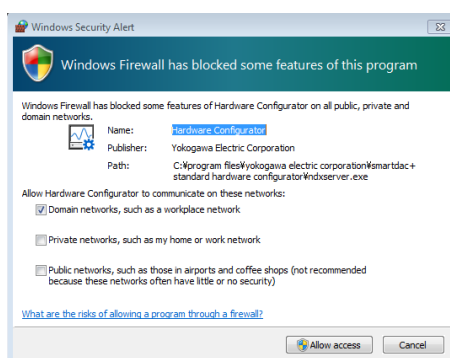 Windows Security Alert
Windows Firewall has blocked some features of this program
Windows Firewall has blocked some features of Hardware Configurator on all public, private and
domain networks.
Name: Hardware Configurator
Publisher: Yokogawa Electric Corporation
Path: C:¥program files¥yokogawa electric corporation¥smartdac+
standard hardware configurator¥ndxserver.exe
Allow Hardware Configurator to communicate on these networks:
Domain networks, such as a workplace network
Private networks, such as my home or work network
Public networks, such as those in airports and coffee shops (not recommended
because these networks often have little or no security)
What are the risks of allowing a program through a firewall?
Allow access Cancel